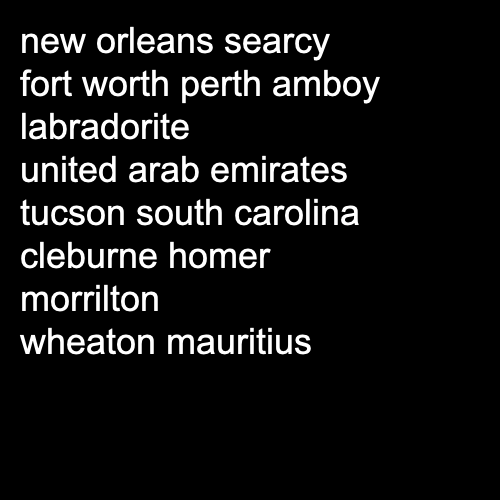 new orleans searcy
fort worth perth amboy
labradorite
united arab emirates
tucson south carolina
cleburne homer
morrilton
wheaton mauritius